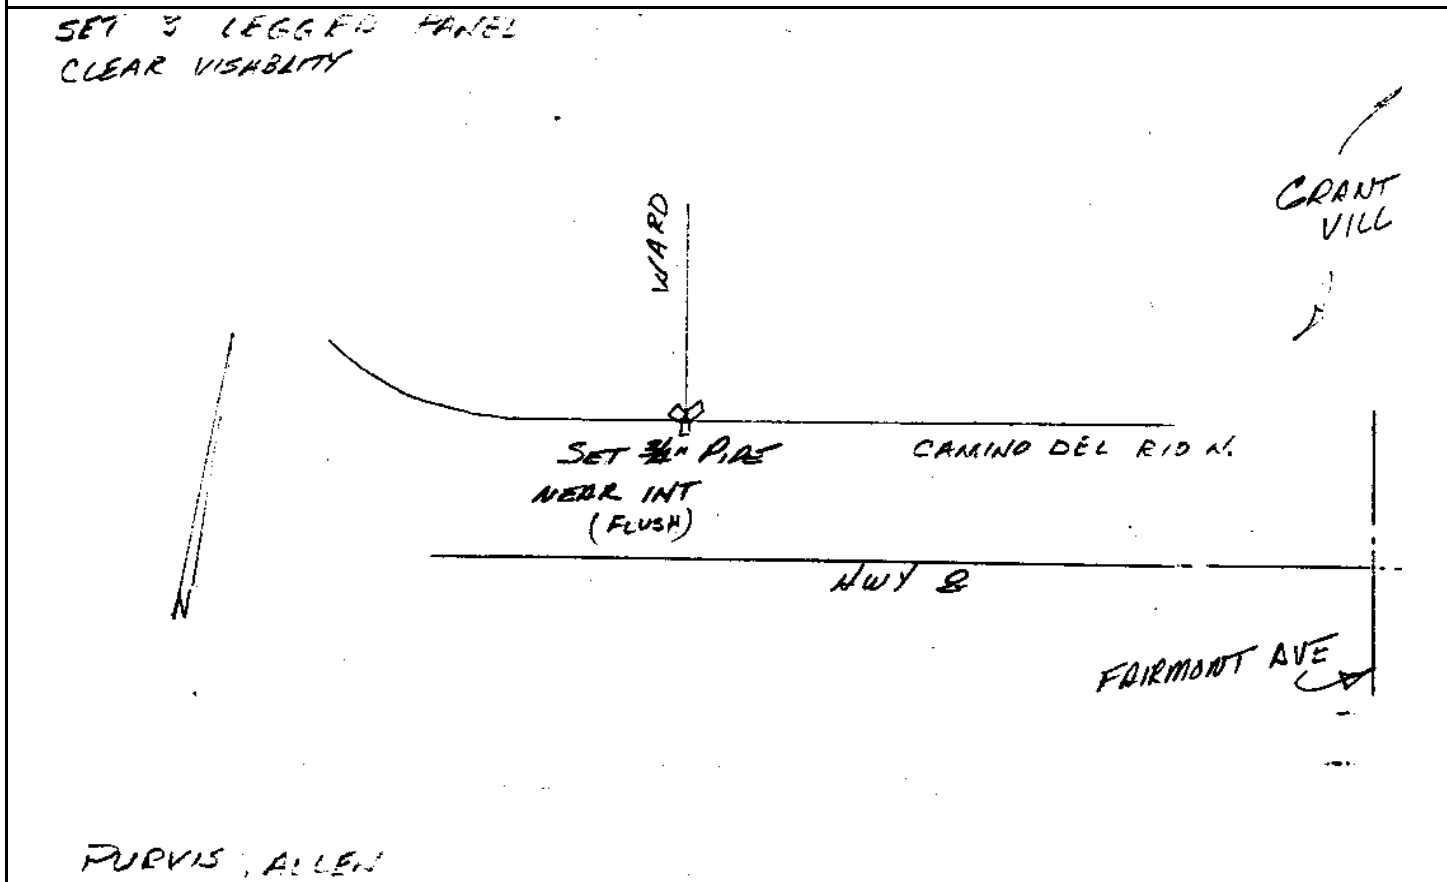 SET 3 LEGGED PANEL
CLEAR VISABLITY
GRANT
VILL
WARD
SET 3/4" PIPE
NEAR INT
(FLUSH)
CAMINO DEL RIO N.
HWY 8
N
FAIRMONT AVE
PURVIS, ALLEN